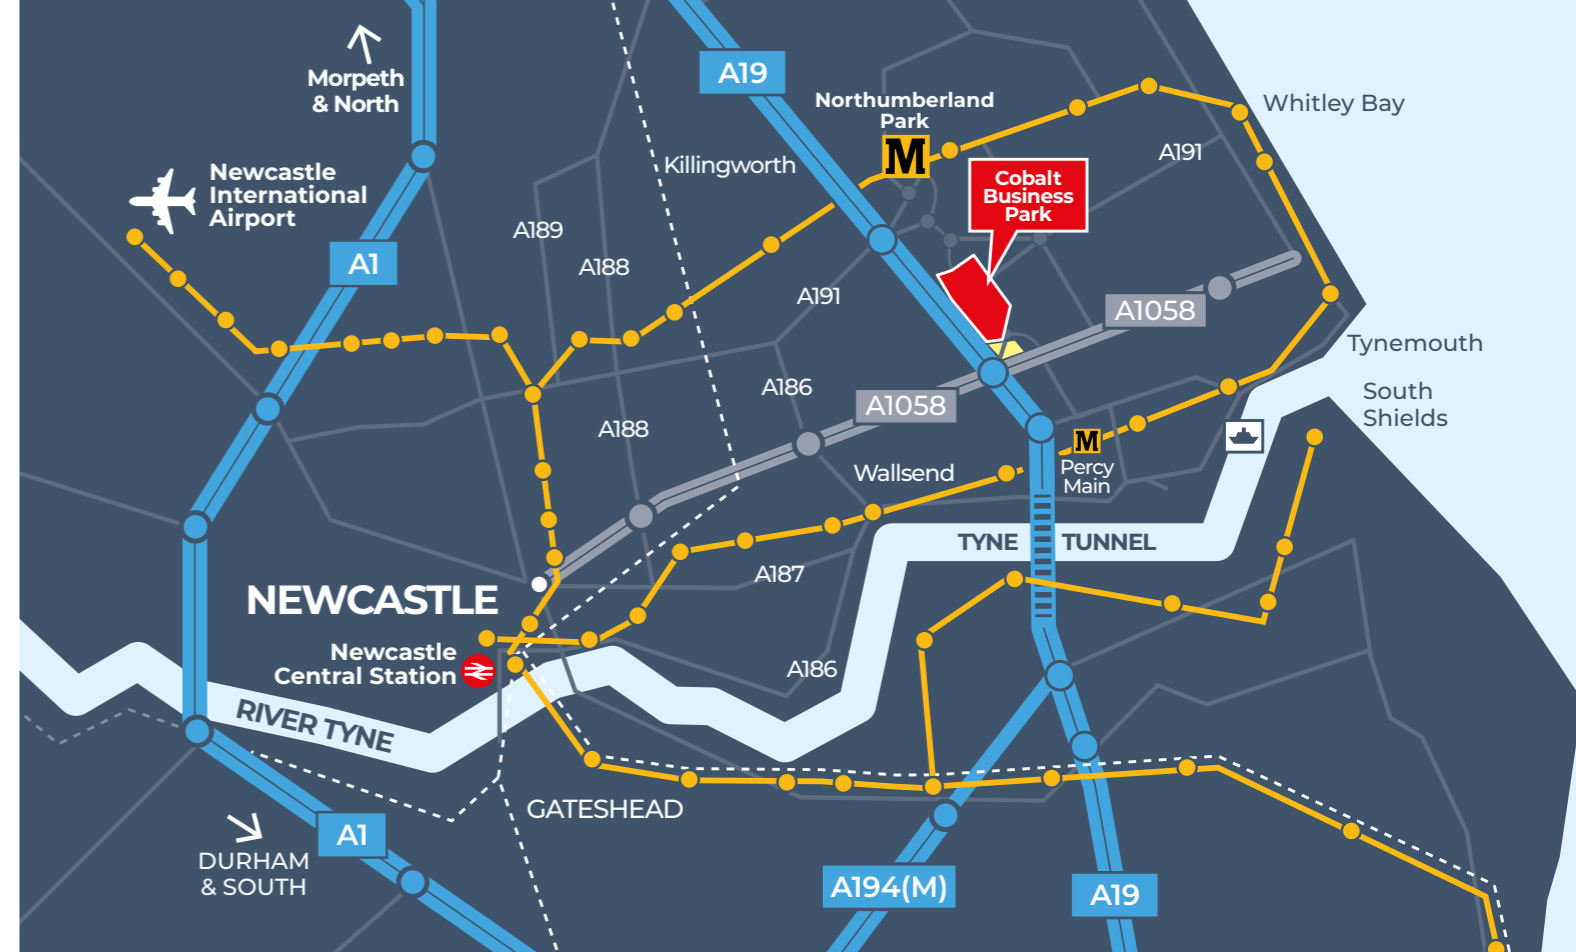 Morpeth
& North
A19
Northumberland
Park
M
Whitley Bay
Killingworth
A191
Newcastle
International
Airport
Cobalt
Business
Park
A189
A1
A188
A191
A1058
Tynemouth
A186
South
Shields
A1058
A188
M
Percy
Main
Wallsend
TYNE TUNNEL
A187
NEWCASTLE
Newcastle
Central Station
A186
RIVER TYNE
GATESHEAD
A1
DURHAM
& SOUTH
A194(M)
A19